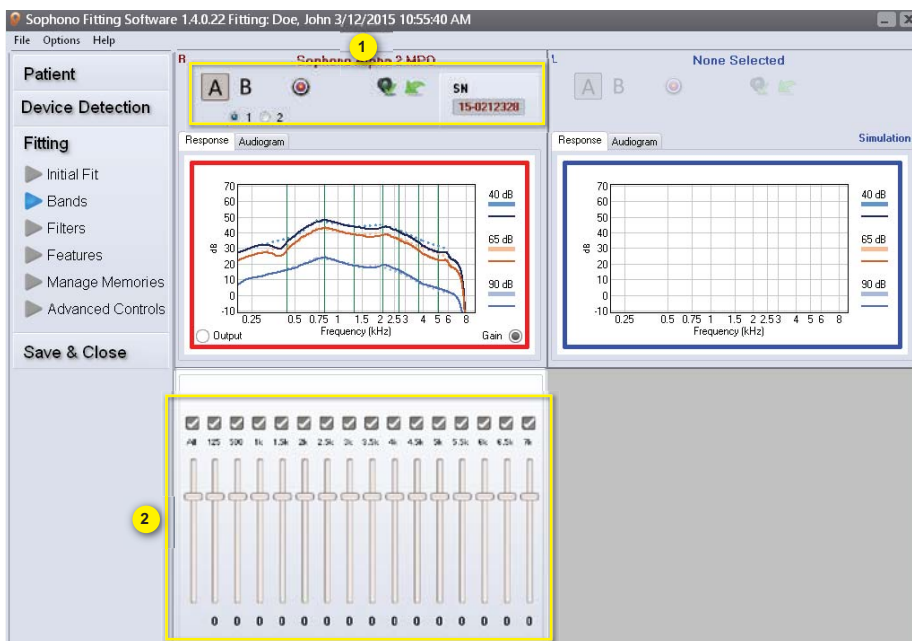 Sophono Fitting Software 1.4.0.22 Fitting: Doe, John 3/12/2015 10:55:40 AM
File Options Help
1
R Sophono Alpha 2 MPO
L None Selected
Patient
Device Detection
Fitting
Initial Fit
Bands
Filters
Features
Manage Memories
Advanced Controls
Save & Close
A B
SN
15-0212328
1 2
A B
Response Audiogram
Response Audiogram Simulation
70
60
50
40
30
20
10
0
-10
dB
0.25 0.5 0.75 1 1.5 2 2.5 3 4 5 6 8
Frequency (kHz)
Output Gain
40 dB
65 dB
90 dB
70
60
50
40
30
20
10
0
-10
dB
0.25 0.5 0.75 1 1.5 2 2.5 3 4 5 6 8
Frequency (kHz)
40 dB
65 dB
90 dB
All 125 500 1k 1.5k 2k 2.5k 3k 3.5k 4k 4.5k 5k 5.5k 6k 6.5k 7k
2
0 0 0 0 0 0 0 0 0 0 0 0 0 0